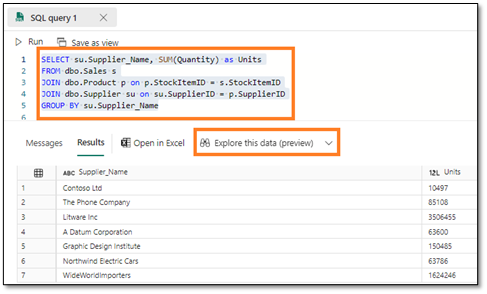 SQL query 1
Run Save as view
1 SELECT su.Supplier_Name, SUM(Quantity) as Units
2 FROM dbo.Sales s
3 JOIN dbo.Product p on p.StockItemID = s.StockItemID
4 JOIN dbo.Supplier su on su.SupplierID = p.SupplierID
5 GROUP BY su.Supplier_Name
Messages Results Open in Excel Explore this data (preview)
ABC Supplier_Name 12L Units
1 Contoso Ltd 10497
2 The Phone Company 85108
3 Litware Inc 3506455
4 A Datum Corporation 63600
5 Graphic Design Institute 150485
6 Northwind Electric Cars 63786
7 WideWorldImporters 1624246